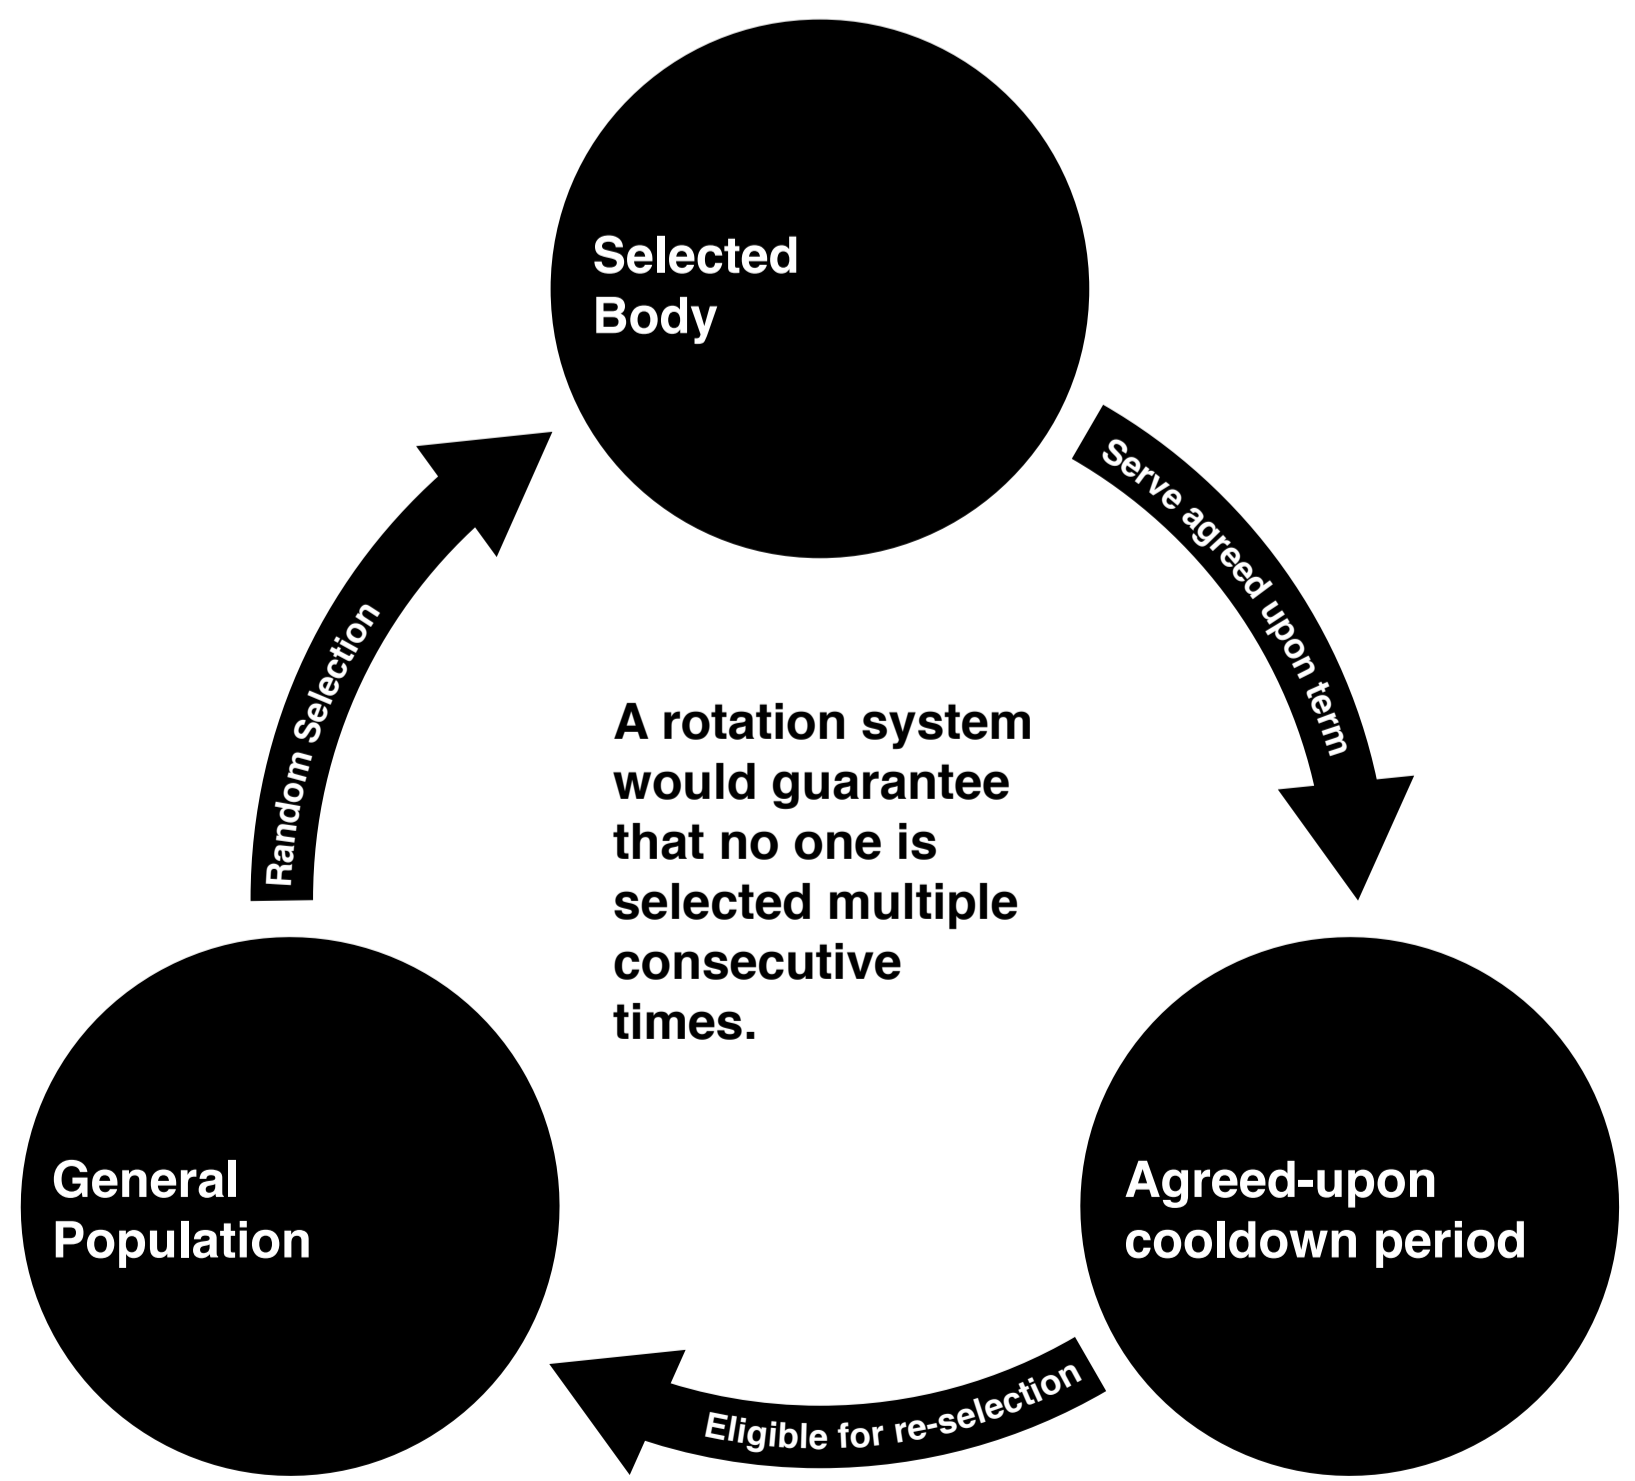 Selected
Body
Serve agreed upon term
Random Selection
A rotation system
would guarantee
that no one is
selected multiple
consecutive
times.
General
Population
Agreed-upon
cooldown period
Eligible for re-selection